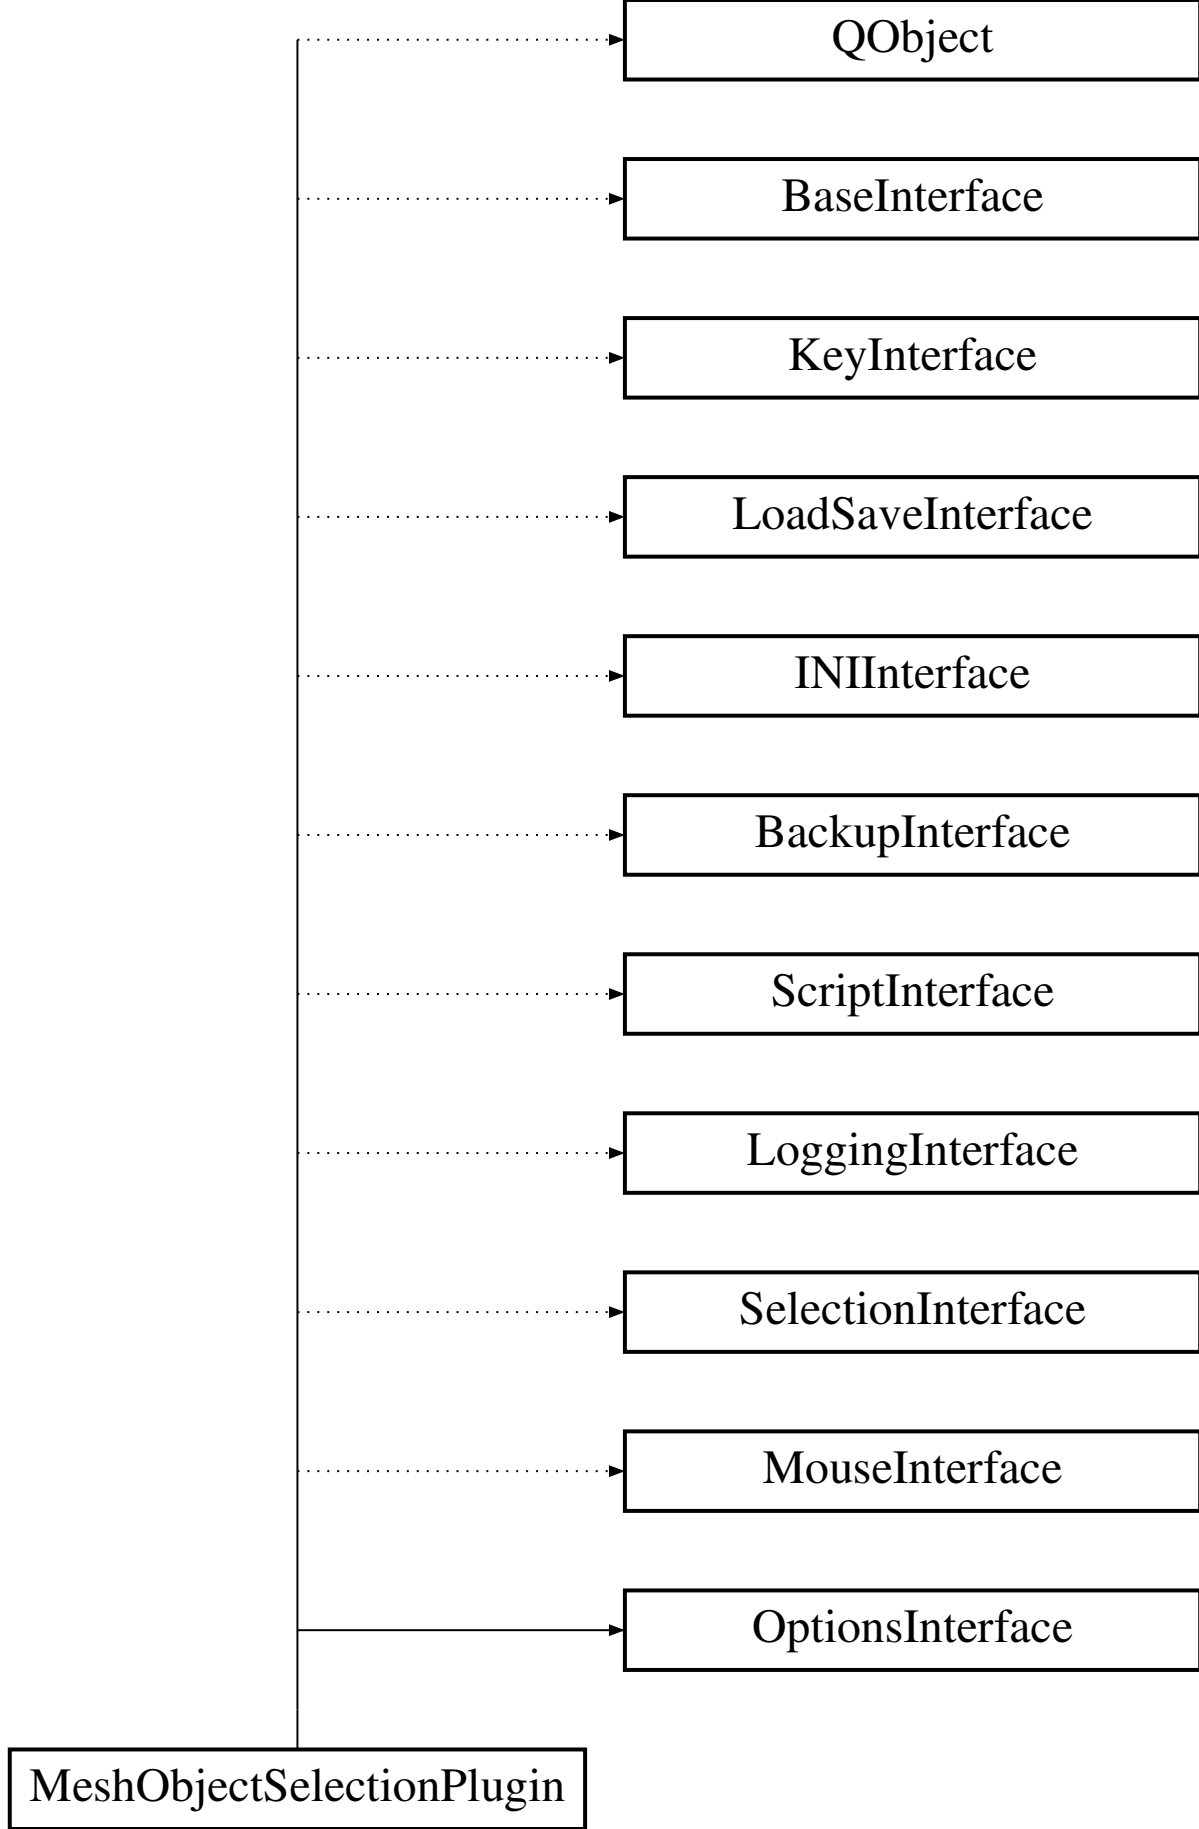 QObject
BaseInterface
KeyInterface
LoadSaveInterface
INIInterface
BackupInterface
ScriptInterface
LoggingInterface
SelectionInterface
MouseInterface
OptionsInterface
MeshObjectSelectionPlugin